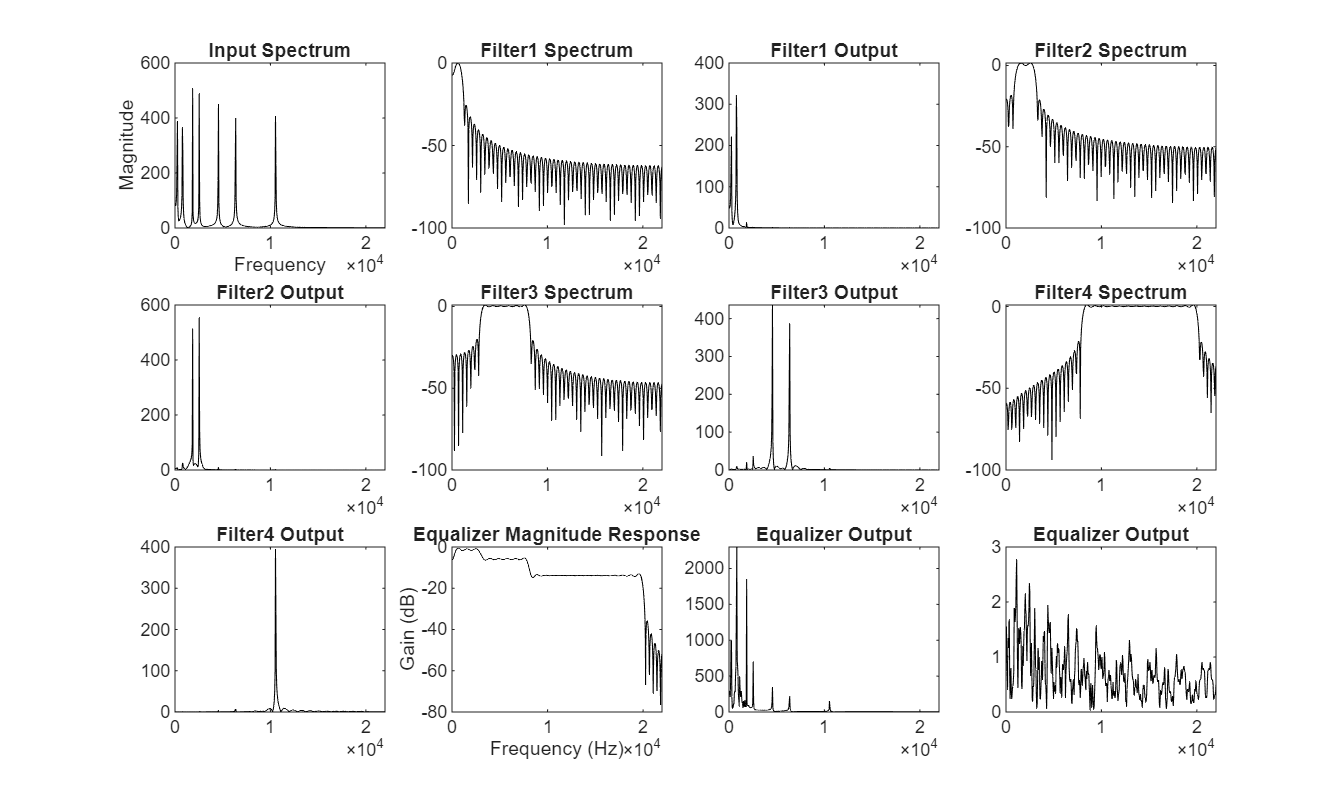 Input Spectrum
Filter1 Spectrum
Filter1 Output
Filter2 Spectrum
600
400
200
0
Magnitude
0 1 2
Frequency ×10^4
0
-50
-100
0 1 2
×10^4
400
300
200
100
0
0 1 2
×10^4
0
-50
-100
0 1 2
×10^4
Filter2 Output
Filter3 Spectrum
Filter3 Output
Filter4 Spectrum
600
400
200
0
0 1 2
×10^4
0
-50
-100
0 1 2
×10^4
400
300
200
100
0
0 1 2
×10^4
0
-50
-100
0 1 2
×10^4
Filter4 Output
Equalizer Magnitude Response
Equalizer Output
Equalizer Output
400
300
200
100
0
0 1 2
×10^4
0
-20
-40
-60
-80
Gain (dB)
0 1 2
Frequency (Hz) ×10^4
2000
1500
1000
500
0
0 1 2
×10^4
3
2
1
0
0 1 2
×10^4